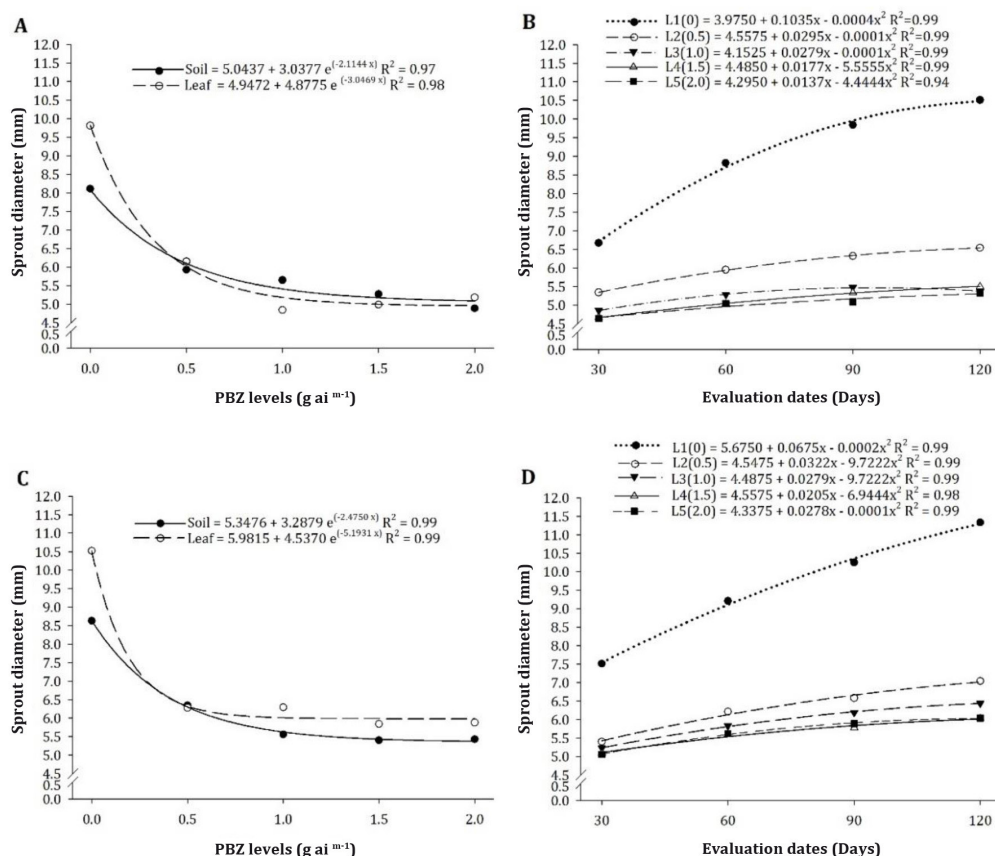 A
Soil = 5.0437 + 3.0377 e(-2.1144 x) R2 = 0.97
Leaf = 4.9472 + 4.8775 e (-3.0469 x) R2 = 0.98
Sprout diameter (mm)
12.0
11.5
11.0
10.5
10.0
9.5
9.0
8.5
8.0
7.5
7.0
6.5
6.0
5.5
5.0
4.5
0.5
0.0
0.0 0.5 1.0 1.5 2.0
PBZ levels (g ai m-1)
B
L1(0) = 3.9750 + 0.1035x - 0.0004x2 R2=0.99
L2(0.5) = 4.5575 + 0.0295x - 0.0001x2 R2=0.99
L3(1.0) = 4.1525 + 0.0279x - 0.0001x2 R2=0.99
L4(1.5) = 4.4850 + 0.0177x - 5.5555x2 R2=0.99
L5(2.0) = 4.2950 + 0.0137x - 4.4444x2 R2=0.94
Sprout diameter (mm)
12.0
11.5
11.0
10.5
10.0
9.5
9.0
8.5
8.0
7.5
7.0
6.5
6.0
5.5
5.0
4.5
0.5
0.0
30 60 90 120
Evaluation dates (Days)
C
Soil = 5.3476 + 3.2879 e(-2.4750 x) R2 = 0.99
Leaf = 5.9815 + 4.5370 e(-5.1931 x) R2 = 0.99
Sprout diameter (mm)
12.0
11.5
11.0
10.5
10.0
9.5
9.0
8.5
8.0
7.5
7.0
6.5
6.0
5.5
5.0
4.5
0.5
0.0
0.0 0.5 1.0 1.5 2.0
PBZ levels (g ai m-1)
D
L1(0) = 5.6750 + 0.0675x - 0.0002x2 R2 = 0.99
L2(0.5) = 4.5475 + 0.0322x - 9.7222x2 R2 = 0.99
L3(1.0) = 4.4875 + 0.0279x - 9.7222x2 R2 = 0.99
L4(1.5) = 4.5575 + 0.0205x - 6.9444x2 R2 = 0.98
L5(2.0) = 4.3375 + 0.0278x - 0.0001x2 R2 = 0.99
Sprout diameter (mm)
12.0
11.5
11.0
10.5
10.0
9.5
9.0
8.5
8.0
7.5
7.0
6.5
6.0
5.5
5.0
4.5
0.5
0.0
30 60 90 120
Evaluation dates (Days)